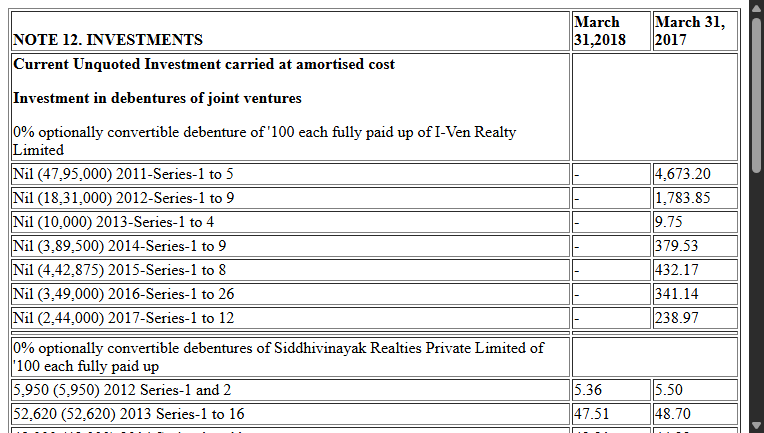 NOTE 12. INVESTMENTS March 31,2018 March 31, 2017
Current Unquoted Investment carried at amortised cost
Investment in debentures of joint ventures
0% optionally convertible debenture of '100 each fully paid up of I-Ven Realty
Limited
Nil (47,95,000) 2011-Series-1 to 5 - 4,673.20
Nil (18,31,000) 2012-Series-1 to 9 - 1,783.85
Nil (10,000) 2013-Series-1 to 4 - 9.75
Nil (3,89,500) 2014-Series-1 to 9 - 379.53
Nil (4,42,875) 2015-Series-1 to 8 - 432.17
Nil (3,49,000) 2016-Series-1 to 26 - 341.14
Nil (2,44,000) 2017-Series-1 to 12 - 238.97
0% optionally convertible debentures of Siddhivinayak Realties Private Limited of
'100 each fully paid up
5,950 (5,950) 2012 Series-1 and 2 5.36 5.50
52,620 (52,620) 2013 Series-1 to 16 47.51 48.70